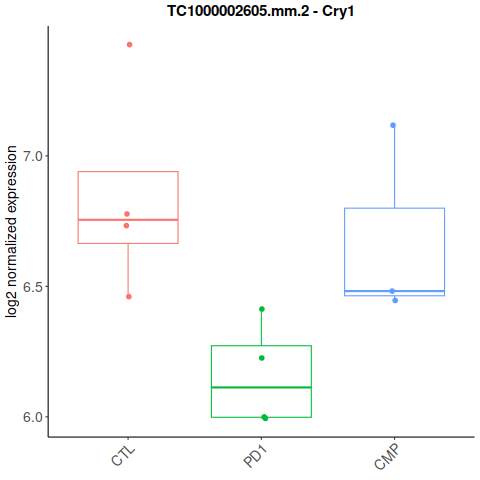 TC1000002605.mm.2 - Cry1
log2 normalized expression
7.0
6.5
6.0
CTL
PD1
CMP